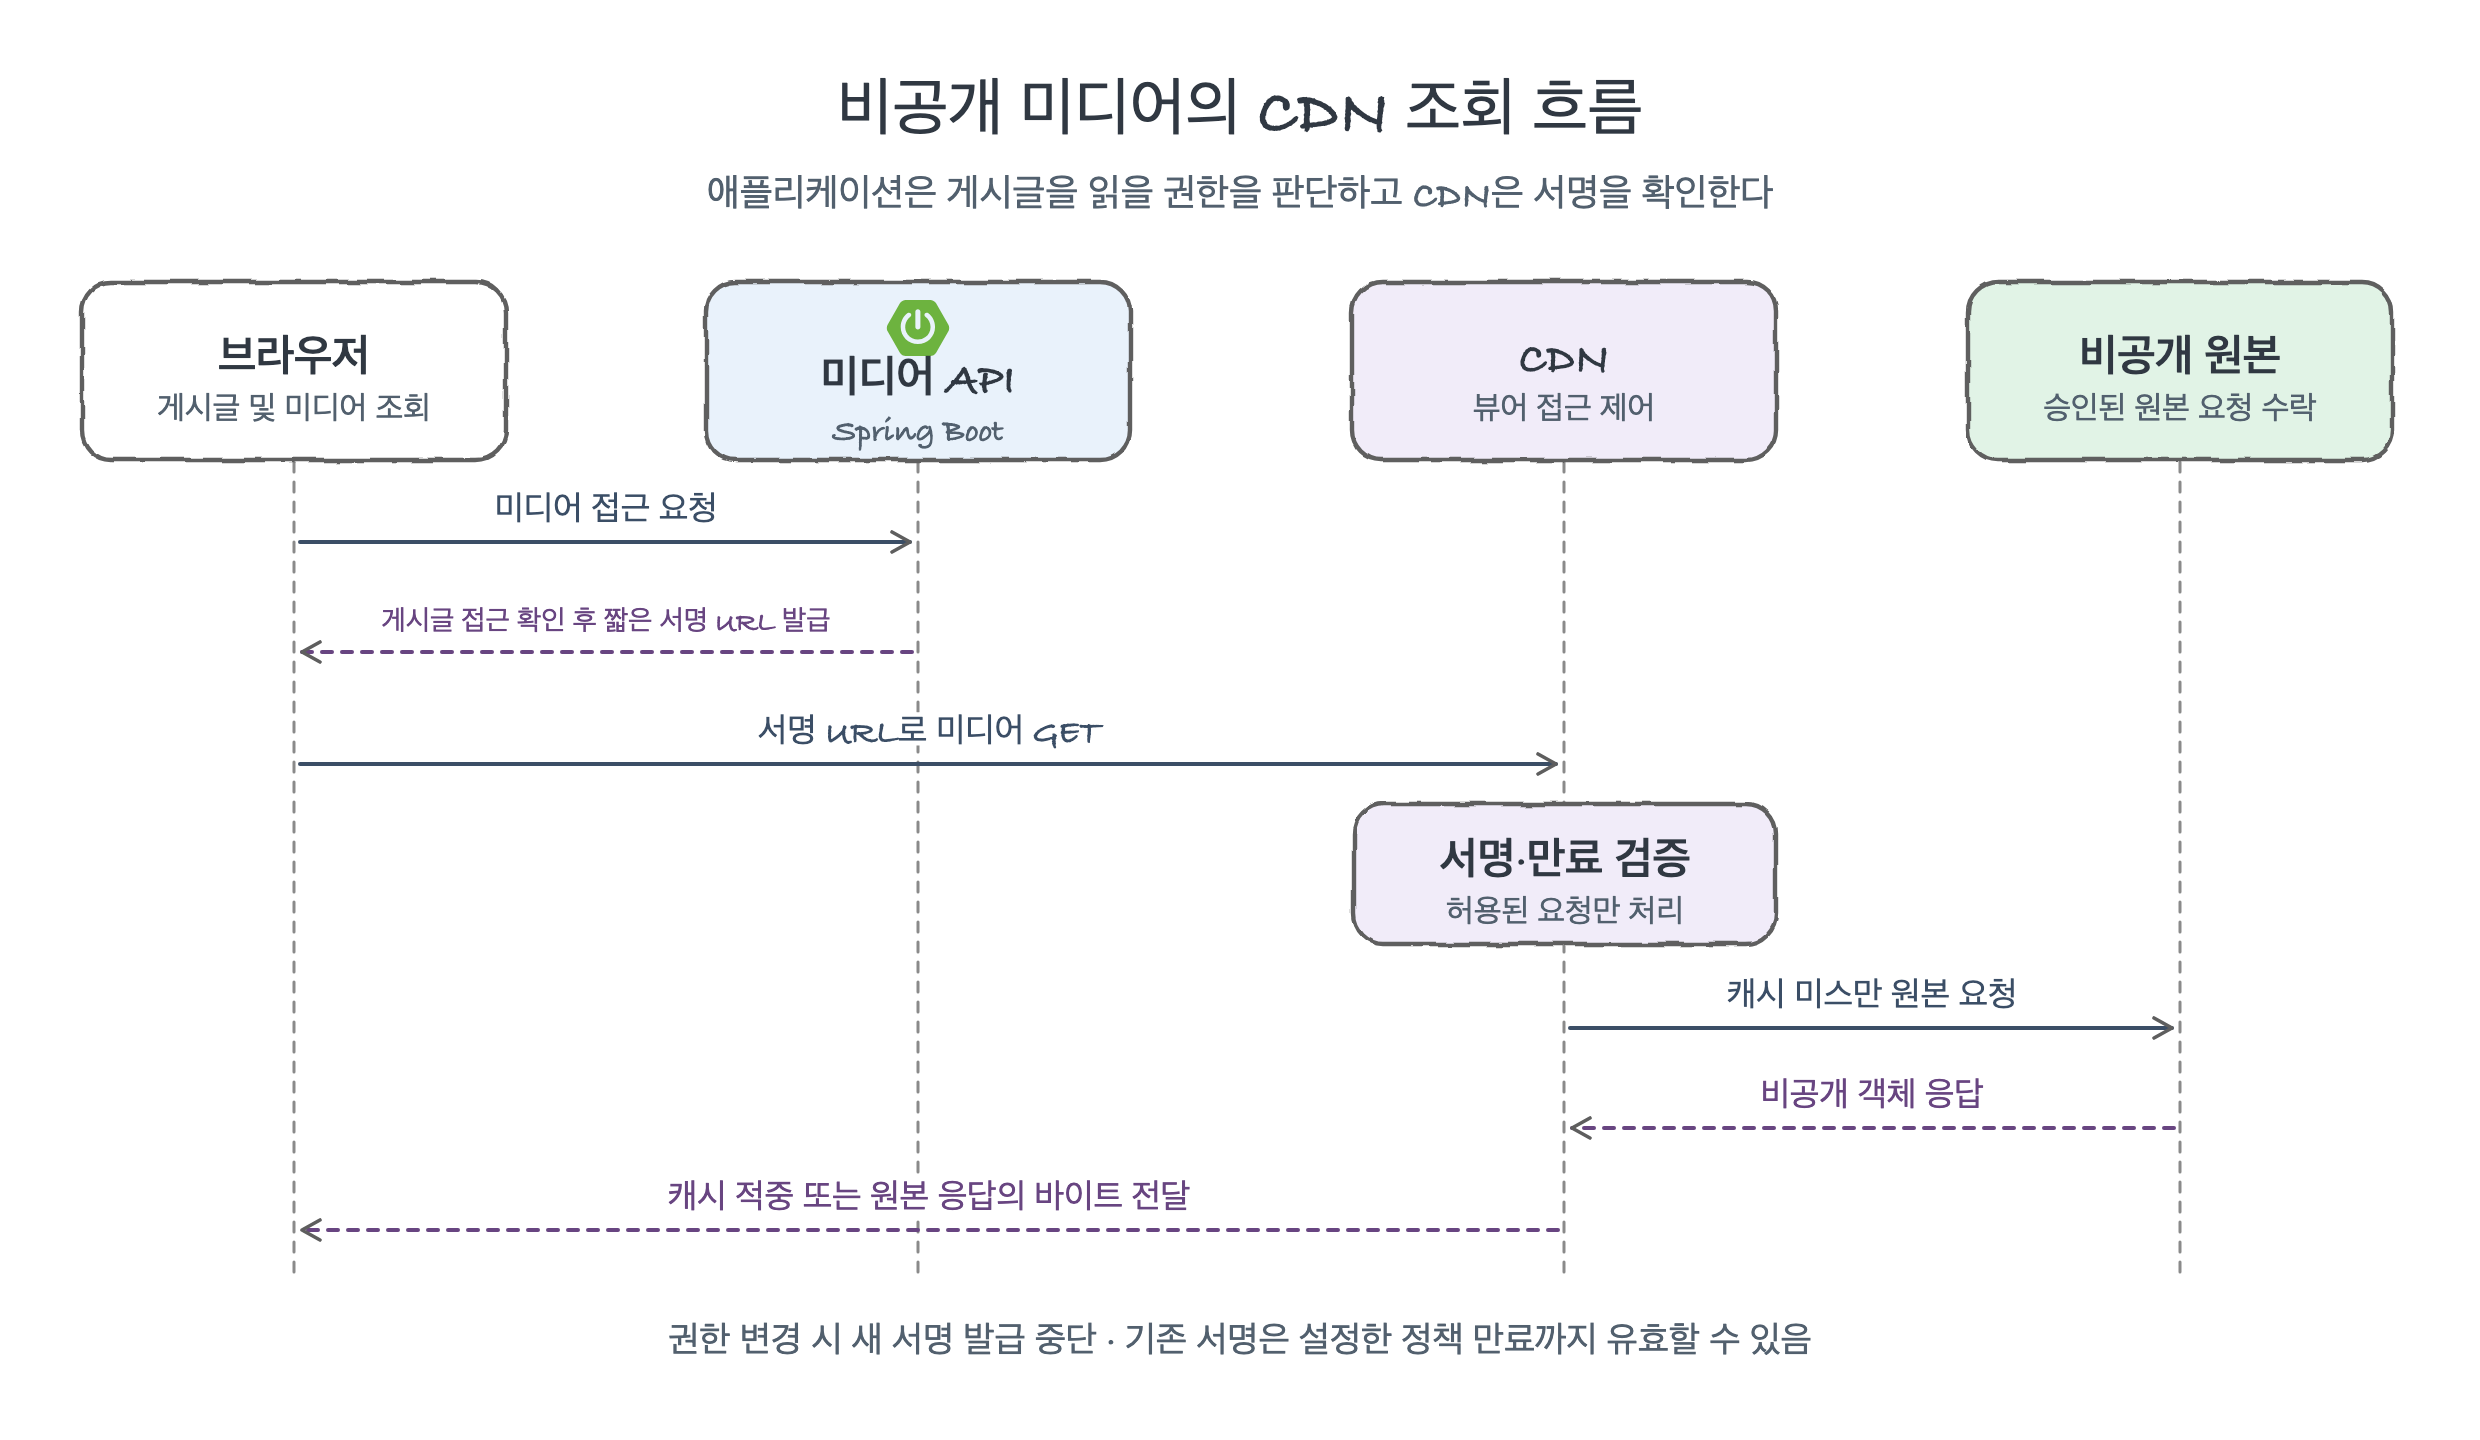 비공개 미디어의 CDN 조회 흐름
애플리케이션은 게시글을 읽을 권한을 판단하고 CDN은 서명을 확인한다
브라우저
게시글 및 미디어 조회
미디어 API
Spring Boot
CDN
뷰어 접근 제어
비공개 원본
승인된 원본 요청 수락
미디어 접근 요청
게시글 접근 확인 후 짧은 서명 URL 발급
서명 URL로 미디어 GET
서명·만료 검증
허용된 요청만 처리
캐시 미스만 원본 요청
비공개 객체 응답
캐시 적중 또는 원본 응답의 바이트 전달
권한 변경 시 새 서명 발급 중단 · 기존 서명은 설정한 정책 만료까지 유효할 수 있음